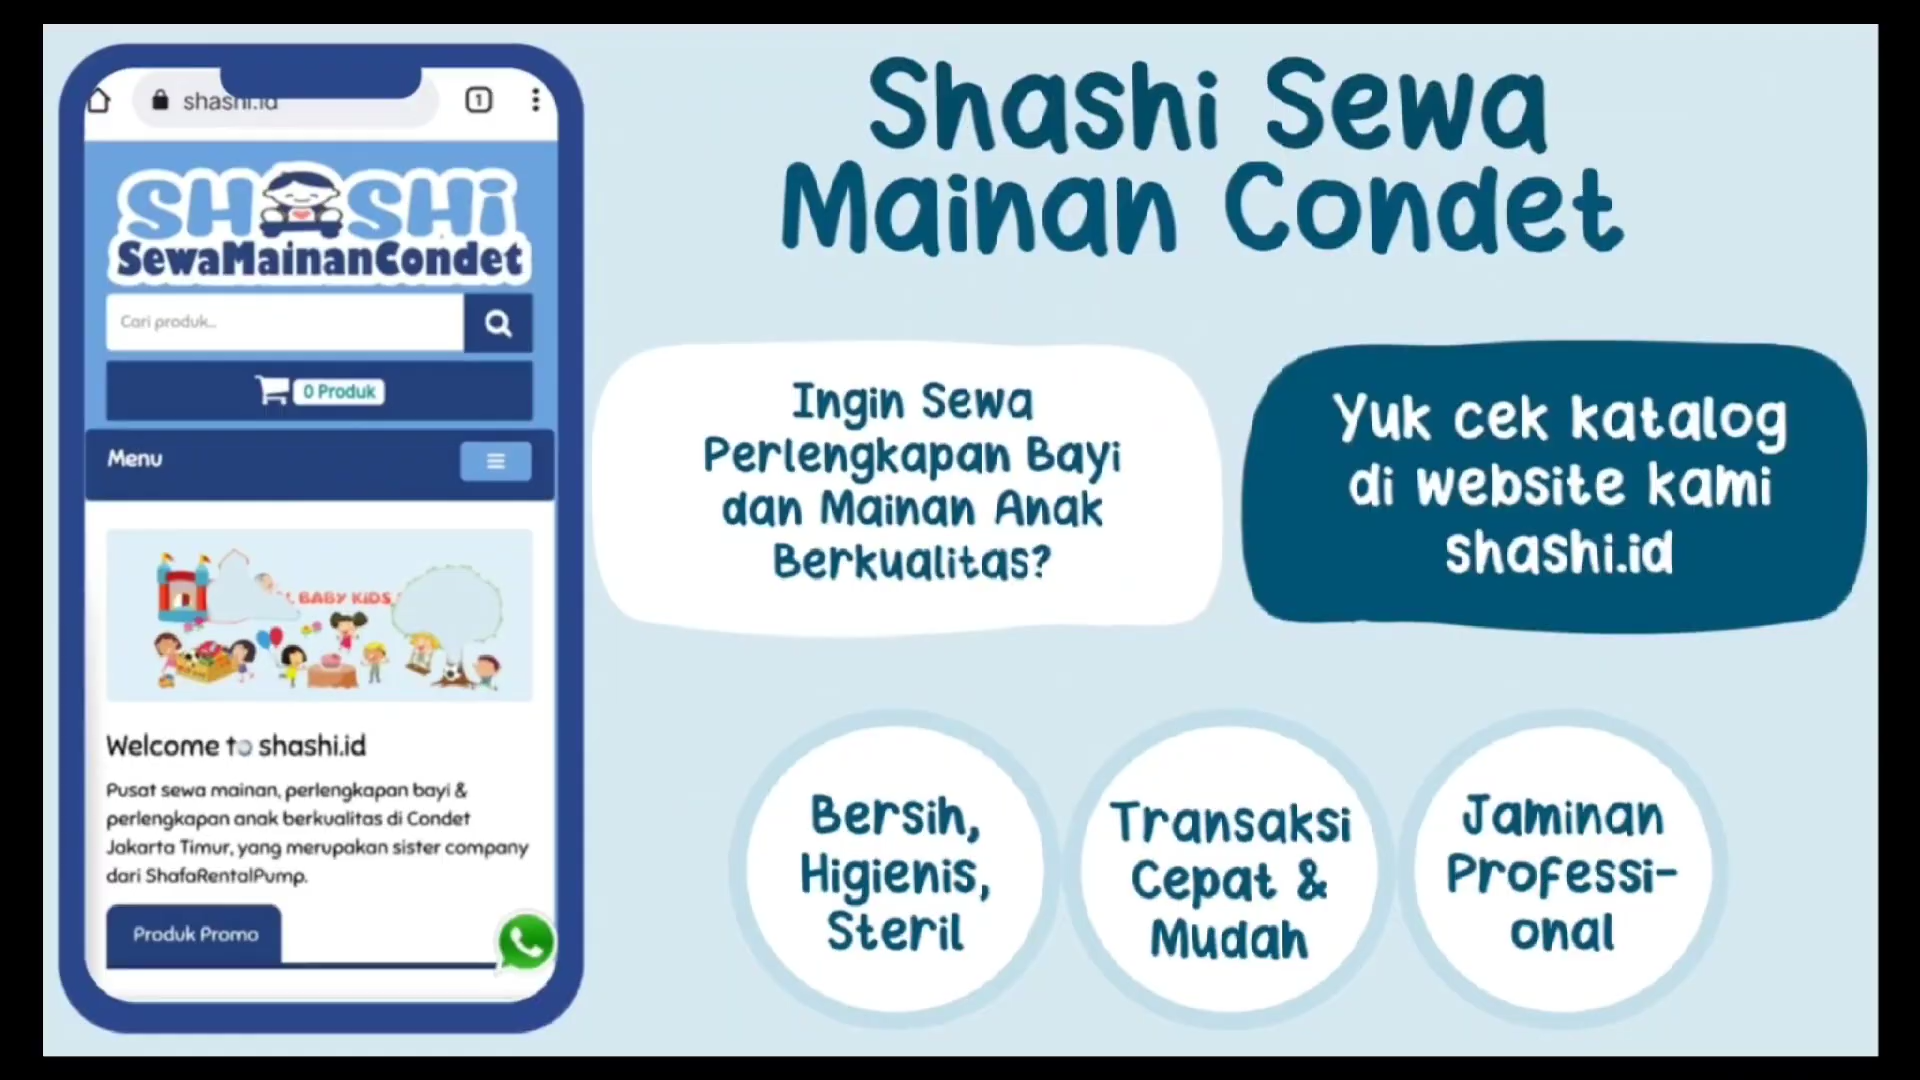 shashi.id
1
SHASHi
SewaMainanCondet
Cari produk...
0 Produk
Menu
BABY KiDS
Welcome to shashi.id
Pusat sewa mainan, perlengkapan bayi &
perlengkapan anak berkualitas di Condet
Jakarta Timur, yang merupakan sister company
dari ShafaRentalPump.
Produk Promo
Shashi Sewa
Mainan Condet
Ingin Sewa
Perlengkapan Bayi
dan Mainan Anak
Berkualitas?
Yuk cek katalog
di website kami
shashi.id
Bersih,
Higienis,
Steril
Transaksi
Cepat &
Mudah
Jaminan
Professi-
onal